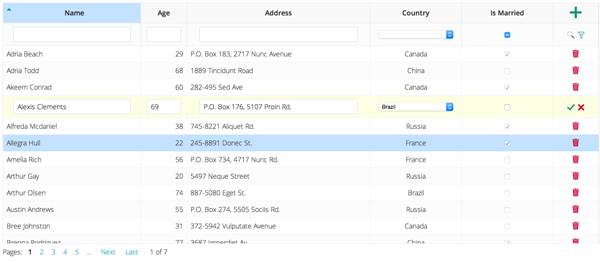 Name Age Address Country Is Married
Adria Beach 29 P.O. Box 183, 2717 Nunc Avenue Canada
Adria Todd 68 1889 Tincidunt Road China
Akeem Conrad 60 282-495 Sed Ave Canada
Alexis Clements 69 P.O. Box 176, 5107 Proin Rd. Brazil
Alfreda Mcdaniel 38 745-8221 Aliquet Rd. Russia
Allegra Hull 22 245-8891 Donec St. France
Amelia Rich 56 P.O. Box 734, 4717 Nunc Rd. France
Arthur Gay 20 5497 Neque Street Russia
Arthur Olsen 74 887-5080 Eget St. Brazil
Austin Andrews 55 P.O. Box 274, 5505 Sociis Rd. Russia
Bree Johnston 31 372-5942 Vulputate Avenue Canada
Brenna Rodriguez 77 3687 Imperdiet Av. China
Pages: 1 2 3 4 5 ... Next Last 1 of 7